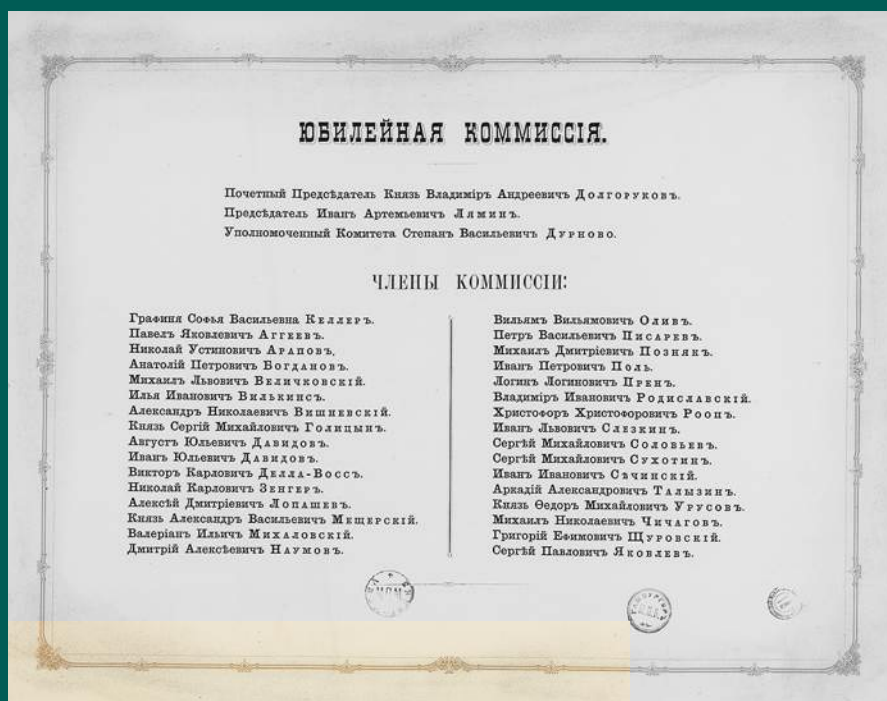 ЮБИЛЕЙНАЯ КОММИССІЯ.
Почетный Предсѣдатель Князь Владиміръ Андреевичъ Долгоруковъ.
Предсѣдатель Иванъ Артемьевичъ Ляминъ.
Уполномоченный Комитета Степанъ Васильевичъ Дурново.
ЧЛЕНЫ КОММИССІИ:
Графиня Софья Васильевна Келлеръ.
Павелъ Яковлевичъ Аггеевъ.
Николай Устиновичъ Араповъ,
Анатолій Петровичъ Богдановъ.
Михаилъ Львовичъ Величковскій.
Илья Ивановичъ Вилькинсъ.
Александръ Николаевичъ Вишневскій.
Князь Сергій Михайловичъ Голицынъ.
Августъ Юльевичъ Давидовъ.
Иванъ Юльевичъ Давидовъ.
Викторъ Карловичъ Делла-Воссъ.
Николай Карловичъ Зенгеръ.
Алексѣй Дмитріевичъ Лопашевъ.
Князь Александръ Васильевичъ Мещерскій.
Валеріанъ Ильичъ Михаловскій.
Дмитрій Алексѣевичъ Наумовъ.
Вильямъ Вильямовичъ Оливъ.
Петръ Васильевичъ Писаревъ.
Михаилъ Дмитріевичъ Познякъ.
Иванъ Петровичъ Поль.
Логинъ Логиновичъ Пренъ.
Владиміръ Ивановичъ Родиславскій.
Христофоръ Христофоровичъ Роопъ.
Иванъ Львовичъ Слезкинъ.
Сергѣй Михайловичъ Соловьевъ.
Сергѣй Михайловичъ Сухотинъ.
Иванъ Ивановичъ Сѣчинскій.
Аркадій Александровичъ Талызинъ.
Князь Ѳедоръ Михайловичъ Урусовъ.
Михаилъ Николаевичъ Чичаговъ.
Григорій Ефимовичъ Щуровскій.
Сергѣй Павловичъ Яковлевъ.